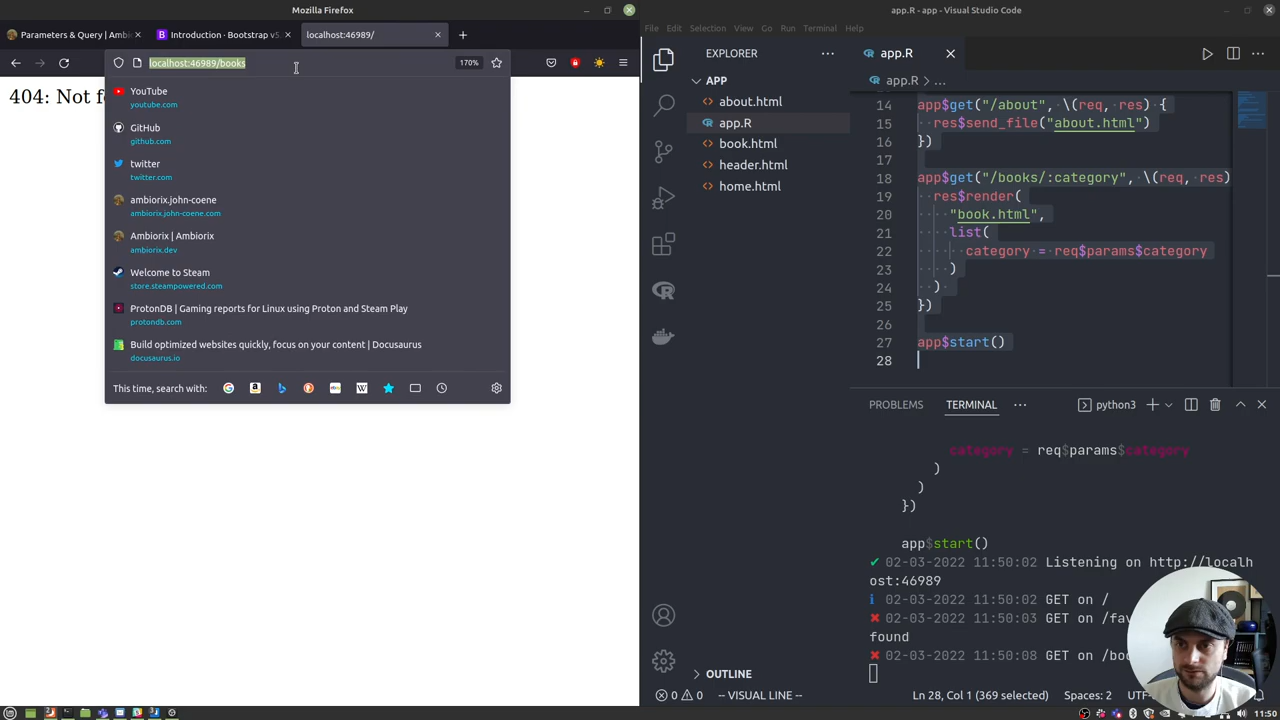 Mozilla Firefox
Parameters & Query | Ambi
Introduction · Bootstrap v5.
localhost:46989/
localhost:46989/books
170%
404: Not f
YouTube
youtube.com
GitHub
github.com
twitter
twitter.com
ambiorix.john-coene
ambiorix.john-coene.com
Ambiorix | Ambiorix
ambiorix.dev
Welcome to Steam
store.steampowered.com
ProtonDB | Gaming reports for Linux using Proton and Steam Play
protondb.com
Build optimized websites quickly, focus on your content | Docusaurus
docusaurus.io
This time, search with:
app.R - app - Visual Studio Code
File Edit Selection View Go Run Terminal Help
EXPLORER
APP
about.html
app.R
book.html
header.html
home.html
OUTLINE
app.R
app.R > ...
14 app$get("/about", \(req, res) {
15 res$send_file("about.html")
16 })
17
18 app$get("/books/:category", \(req, res)
19 res$render(
20 "book.html",
21 list(
22 category = req$params$category
23 )
24 )
25 })
26
27 app$start()
28
PROBLEMS TERMINAL ...
python3
category = req$params$category
)
)
})
app$start()
✔ 02-03-2022 11:50:02 Listening on http://localh
ost:46989
ℹ 02-03-2022 11:50:02 GET on /
✖ 02-03-2022 11:50:03 GET on /fav
found
✖ 02-03-2022 11:50:08 GET on /boo
0 0 -- VISUAL LINE -- Ln 28, Col 1 (369 selected) Spaces: 2 UTF-
11:50